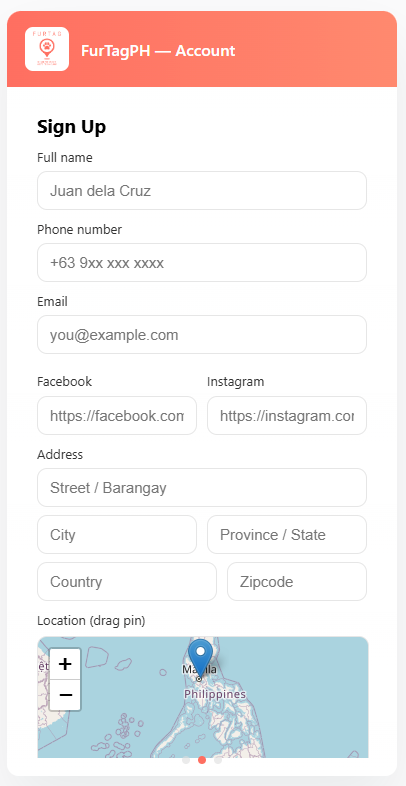 FURTAG
FurTagPH — Account
Sign Up
Full name
Juan dela Cruz
Phone number
+63 9xx xxx xxxx
Email
you@example.com
Facebook Instagram
https://facebook.com https://instagram.cor
Address
Street / Barangay
City Province / State
Country Zipcode
Location (drag pin)
+
−
Philippines